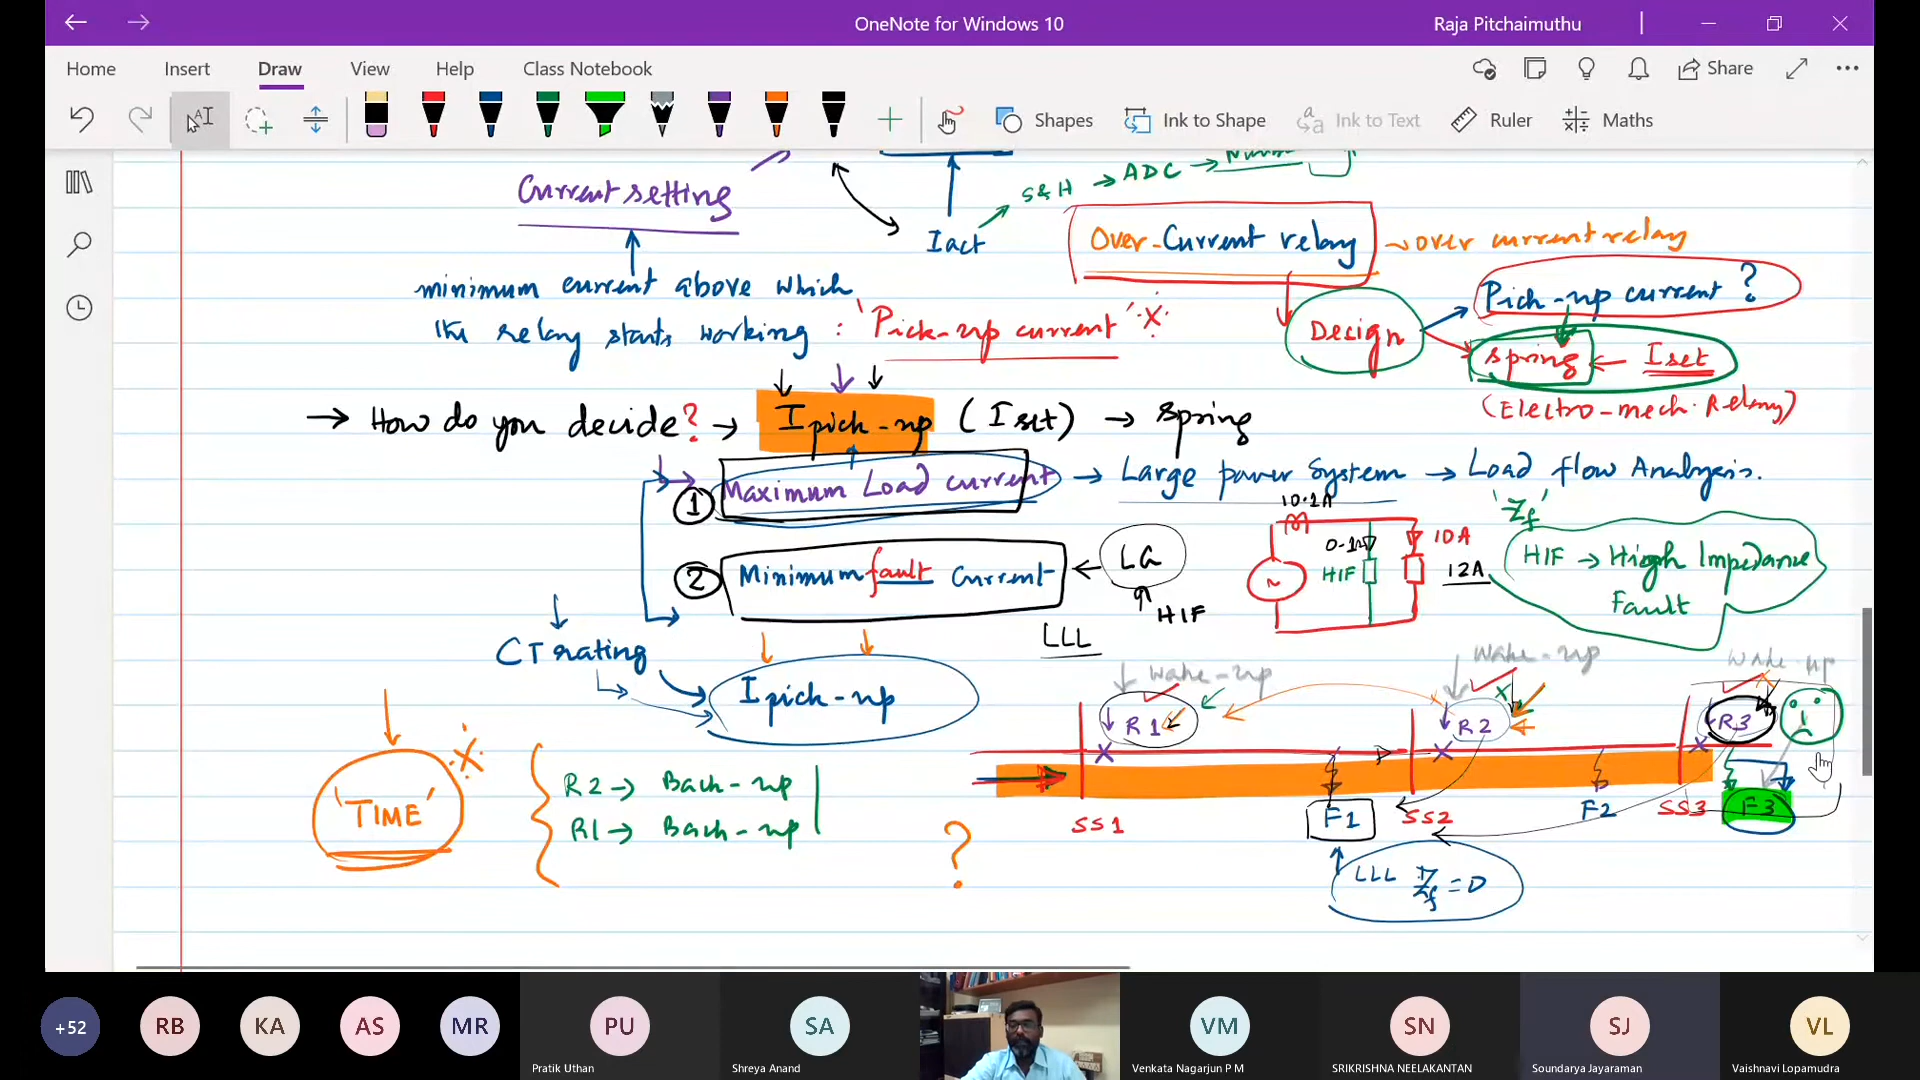 OneNote for Windows 10
Raja Pitchaimuthu
Home Insert Draw View Help Class Notebook
Share
Shapes Ink to Shape Ink to Text Ruler Maths
Current setting
Iact
S&H → ADC →
Over-Current relay → over current relay
minimum current above which
the relay starts working : 'Pick-up current'
Design
Pick-up current ?
Spring ← Iset
(Electro-mech. Relay)
→ How do you decide? → I pick-up (Iset) → Spring
① Maximum Load current → Large power System → Load flow Analysis.
② Minimum fault Current ← LG
HIF
LLL
10.1A
0.1A
HIF
10A
12A
'Zf'
HIF → High Impedance
Fault
CT rating
I pick-up
'TIME'
R2 → Back-up
R1 → Back-up
?
Wake-up
Wake-up
Wake-up
R1
R2
R3
SS1
F1
SS2
F2
SS3
F3
LLL Zf = 0
+52
RB
KA
AS
MR
PU
SA
VM
SN
SJ
VL
Pratik Uthan
Shreya Anand
Venkata Nagarjun P M
SRIKRISHNA NEELAKANTAN
Soundarya Jayaraman
Vaishnavi Lopamudra